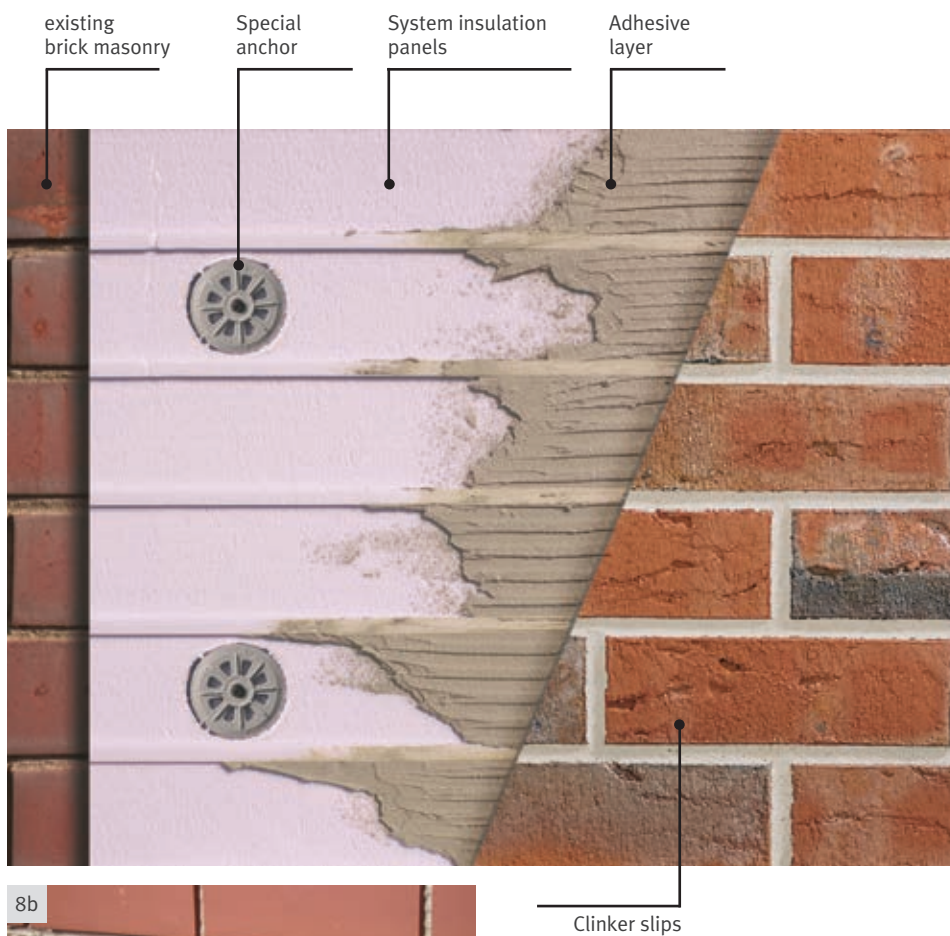 existing
brick masonry
Special
anchor
System insulation
panels
Adhesive
layer
8b
Clinker slips